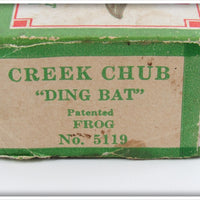 CREEK CHUB
"DING BAT"
Patented
FROG
No. 5119